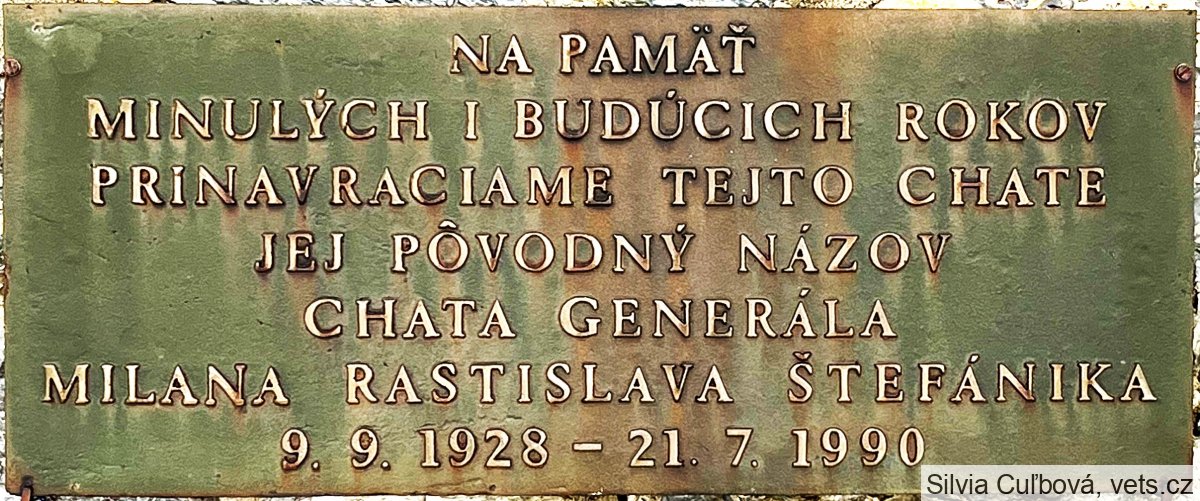 NA PAMÄŤ
MINULÝCH I BUDÚCICH ROKOV
PRINAVRACIAME TEJTO CHATE
JEJ PÔVODNÝ NÁZOV
CHATA GENERÁLA
MILANA RASTISLAVA ŠTEFÁNIKA
9. 9. 1928 – 21. 7. 1990
Silvia Cuľbová, vets.cz